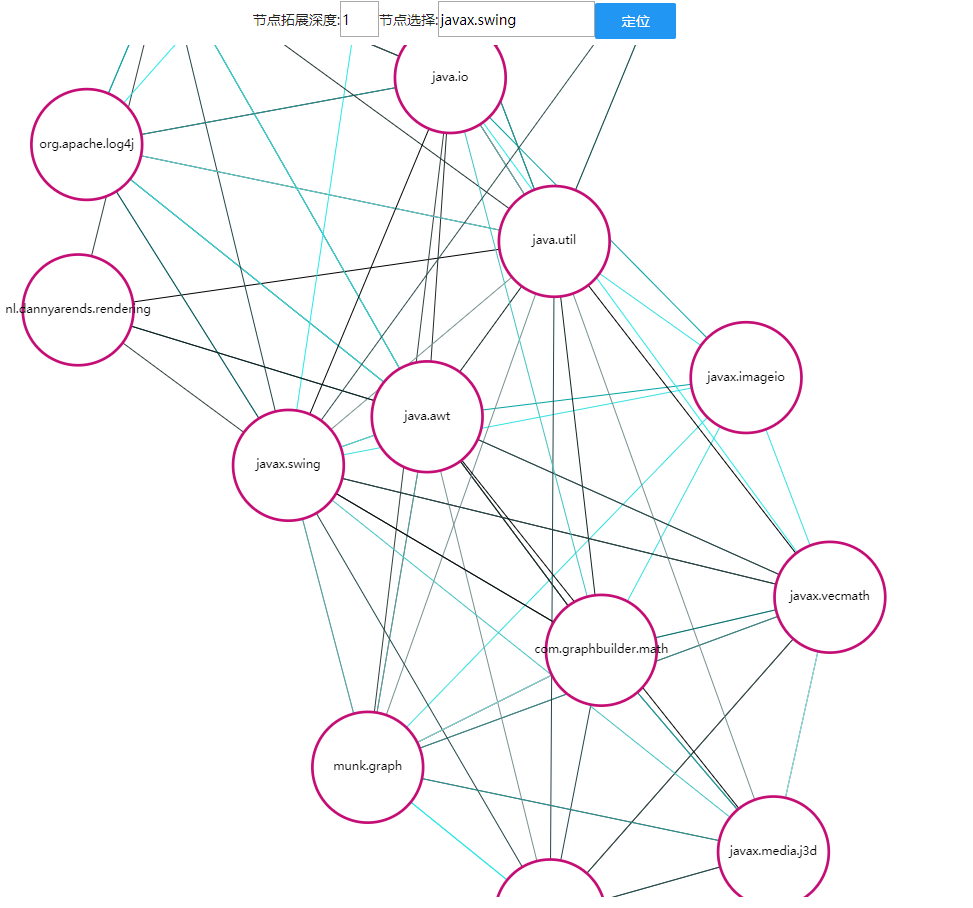 节点拓展深度:1 节点选择:javax.swing 定位
java.io
org.apache.log4j
java.util
nl.dannyarends.rendering
javax.imageio
java.awt
javax.swing
javax.vecmath
com.graphbuilder.math
munk.graph
javax.media.j3d